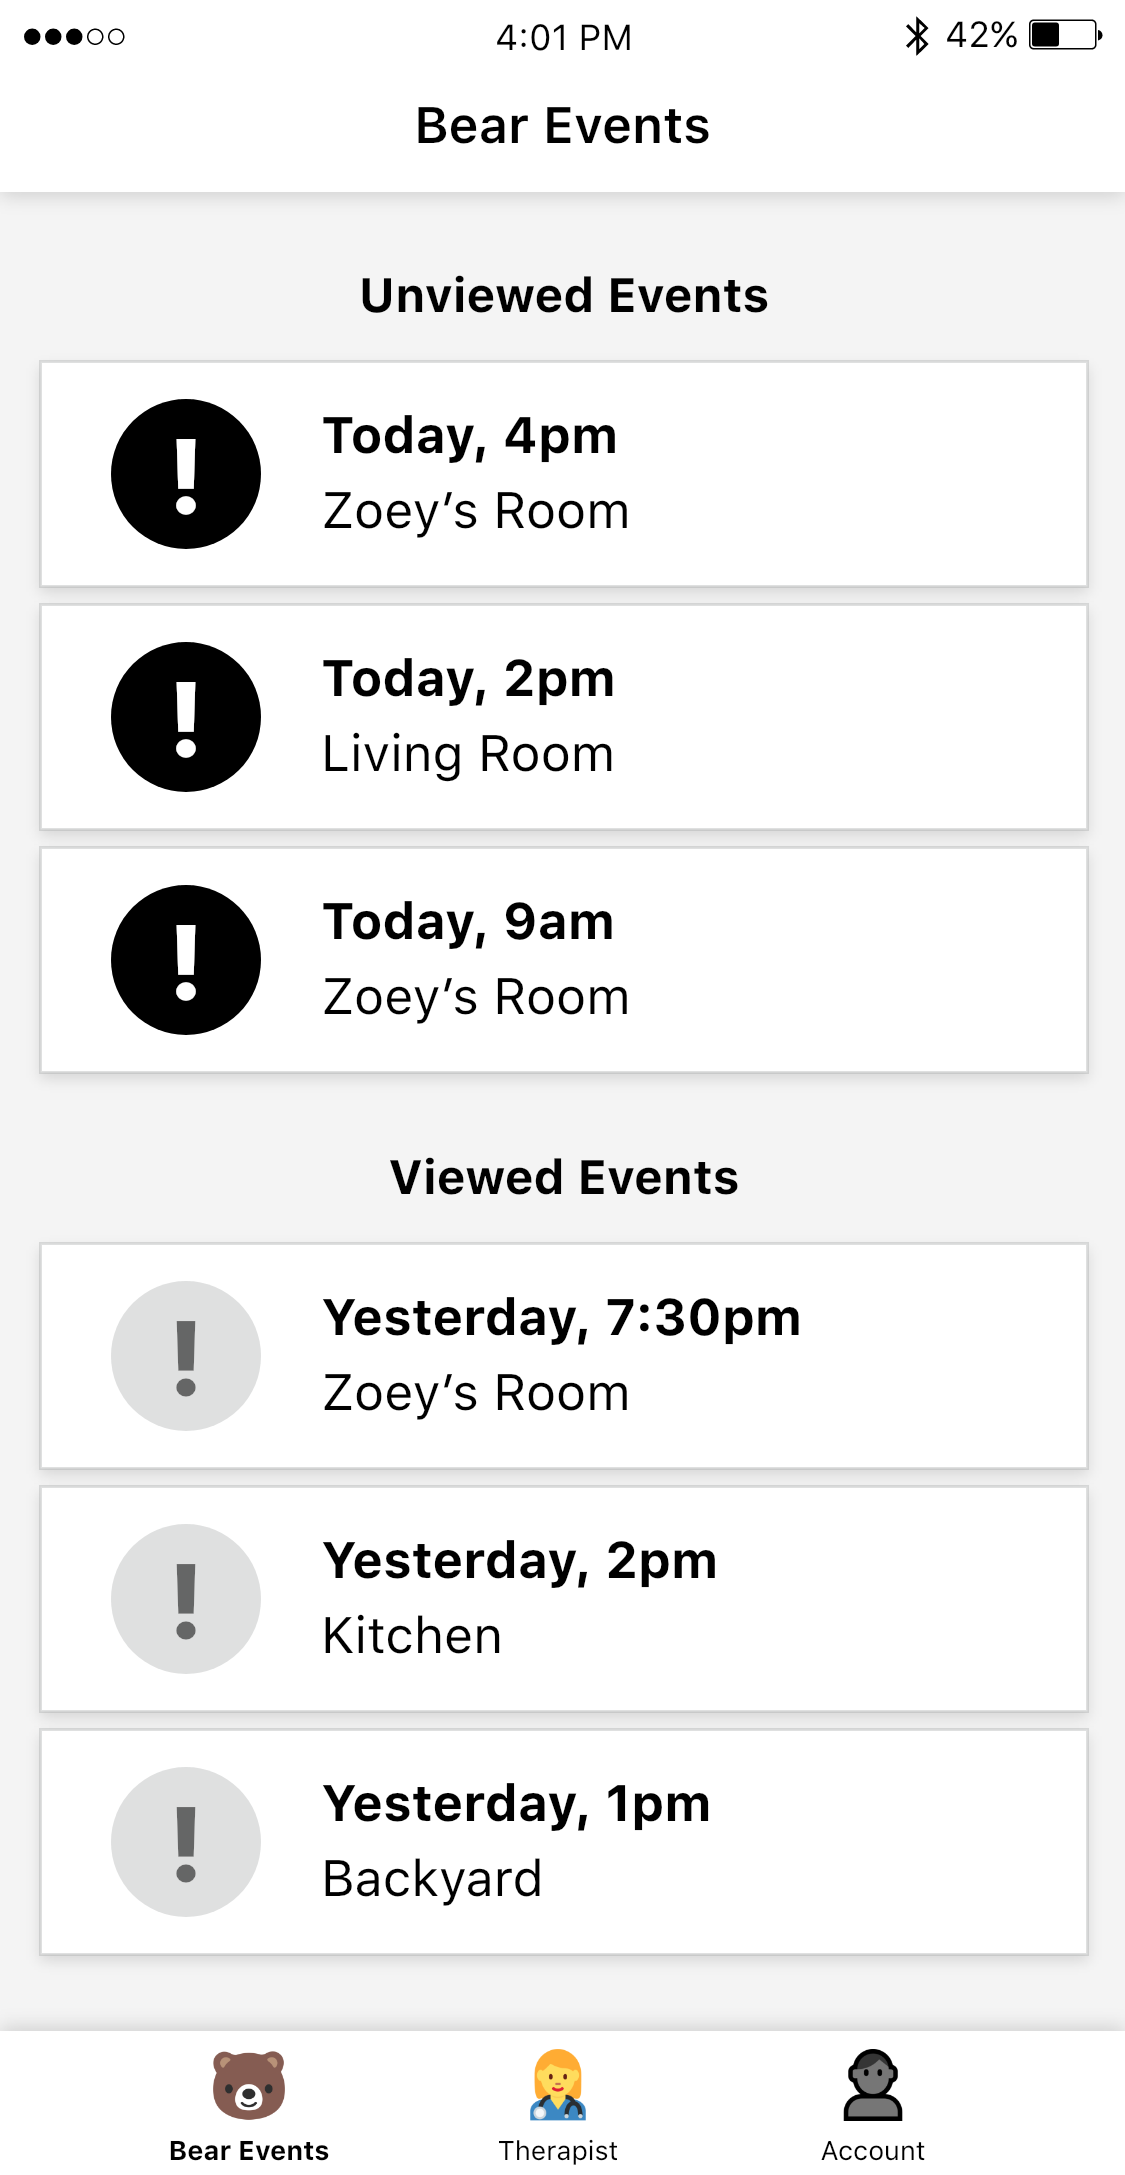 4:01 PM
42%
Bear Events
Unviewed Events
!
Today, 4pm
Zoey’s Room
!
Today, 2pm
Living Room
!
Today, 9am
Zoey’s Room
Viewed Events
!
Yesterday, 7:30pm
Zoey’s Room
!
Yesterday, 2pm
Kitchen
!
Yesterday, 1pm
Backyard
Bear Events
Therapist
Account